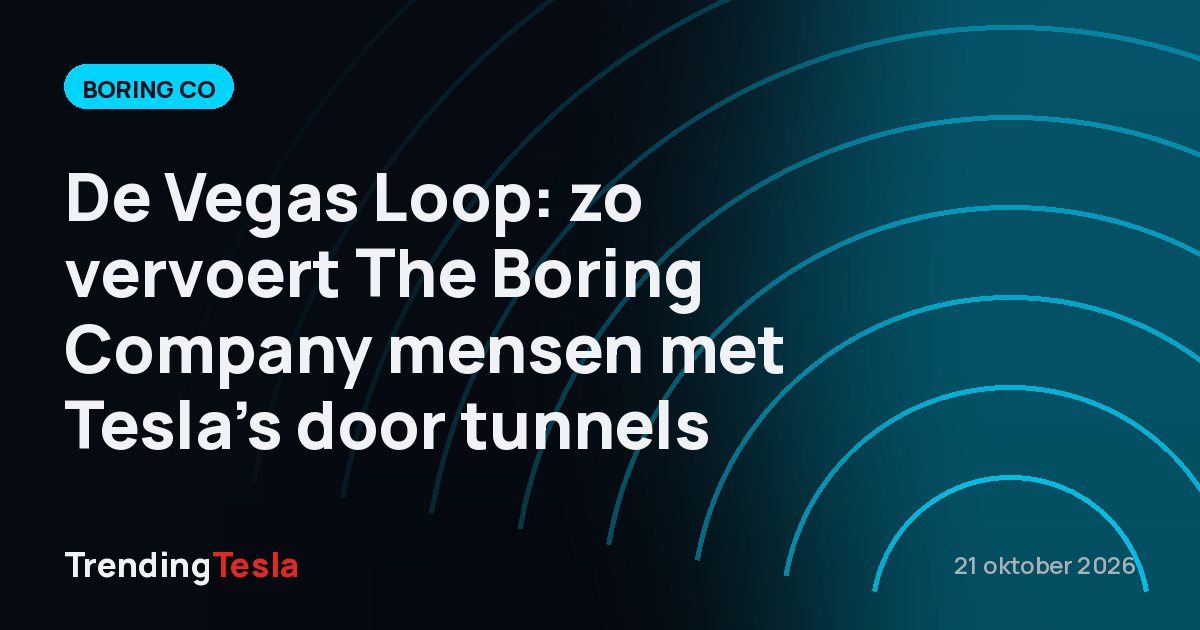 BORING CO
De Vegas Loop: zo
vervoert The Boring
Company mensen met
Tesla’s door tunnels
TrendingTesla
21 oktober 2026